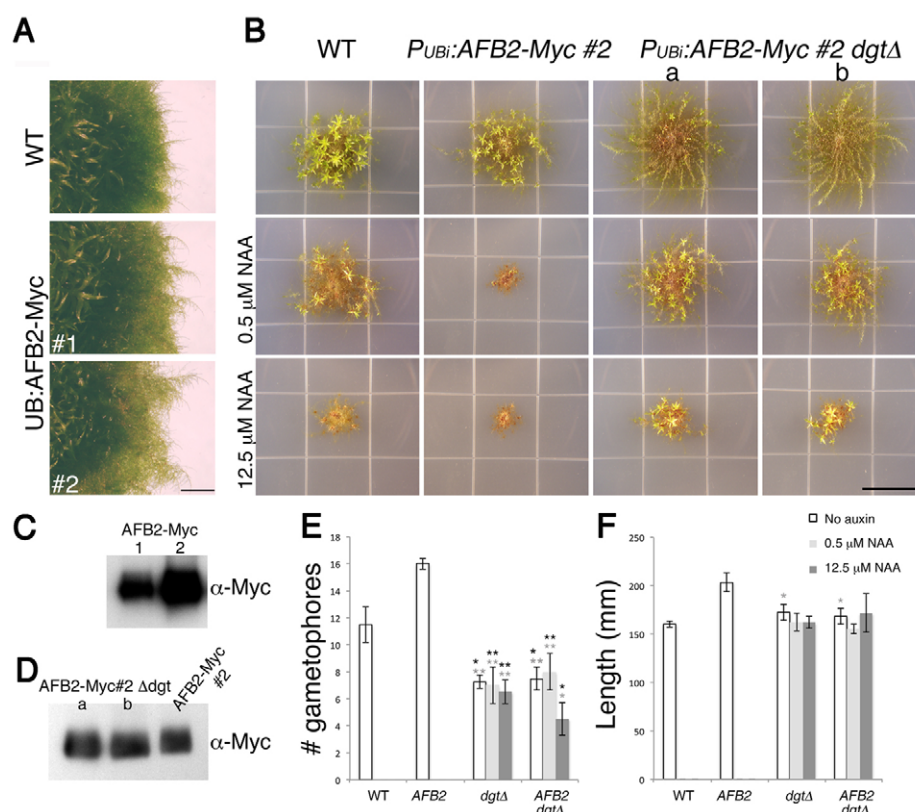 A
B
WT
PUBi:AFB2-Myc #2
PUBi:AFB2-Myc #2 dgtΔ
a
b
WT
UB:AFB2-Myc
#1
#2
0.5 μM NAA
12.5 μM NAA
C
AFB2-Myc
1 2
α-Myc
D
AFB2-Myc#2 Δdgt
a b
AFB2-Myc #2
α-Myc
E
# gametophores
18
16
14
12
10
8
6
4
2
0
* ** ** ** ** ** * ** ** ** * *
WT AFB2 dgtΔ AFB2 dgtΔ
F
No auxin
0.5 μM NAA
12.5 μM NAA
Length (mm)
250
200
150
100
50
0
* *
WT AFB2 dgtΔ AFB2 dgtΔ